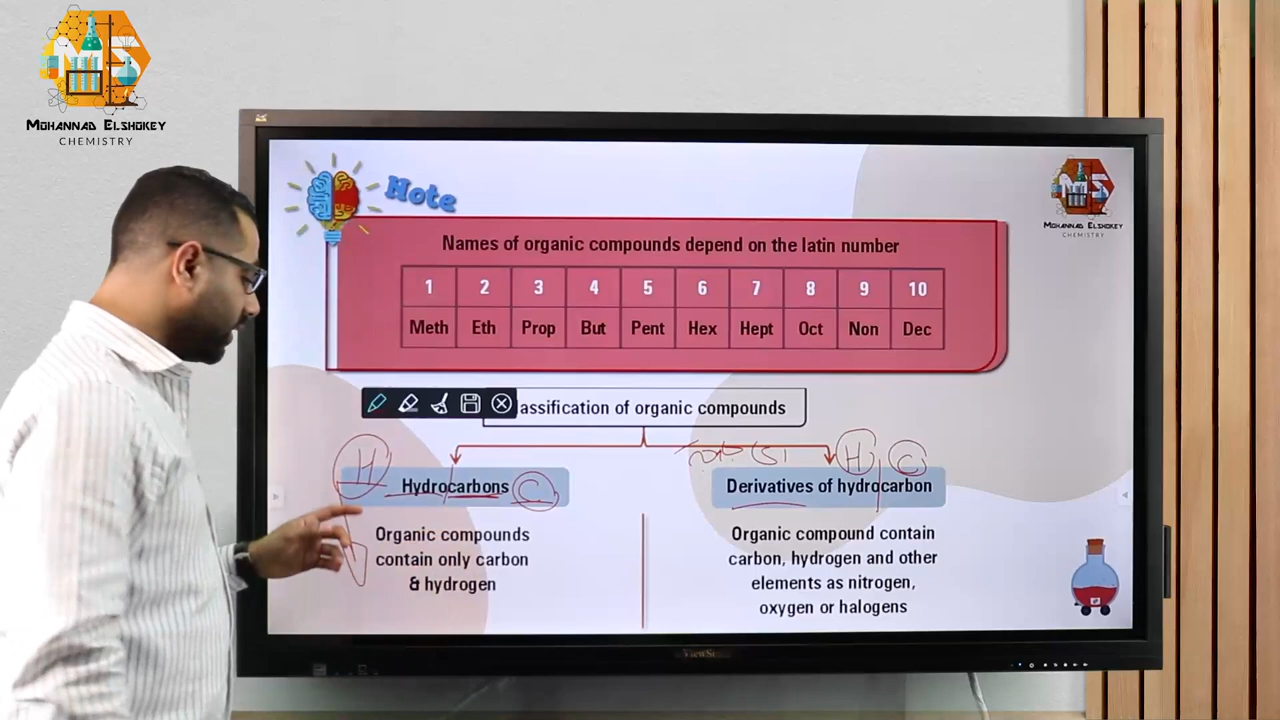 MOHANNAD ELSHOKEY
CHEMISTRY
Note
MOHANNAD ELSHOKEY
CHEMISTRY
Names of organic compounds depend on the latin number
1 2 3 4 5 6 7 8 9 10
Meth Eth Prop But Pent Hex Hept Oct Non Dec
assification of organic compounds
H
H C
Hydrocarbons C
Derivatives of hydrocarbon
Organic compounds
contain only carbon
& hydrogen
Organic compound contain
carbon, hydrogen and other
elements as nitrogen,
oxygen or halogens